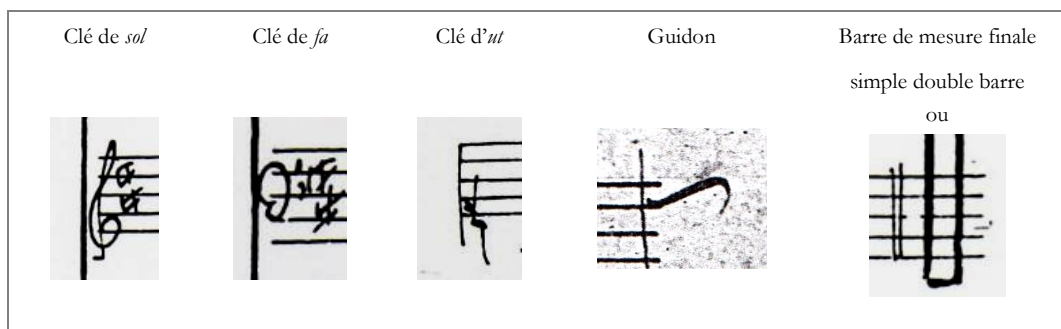 Clé de sol Clé de fa Clé d’ut Guidon Barre de mesure finale
simple double barre
ou